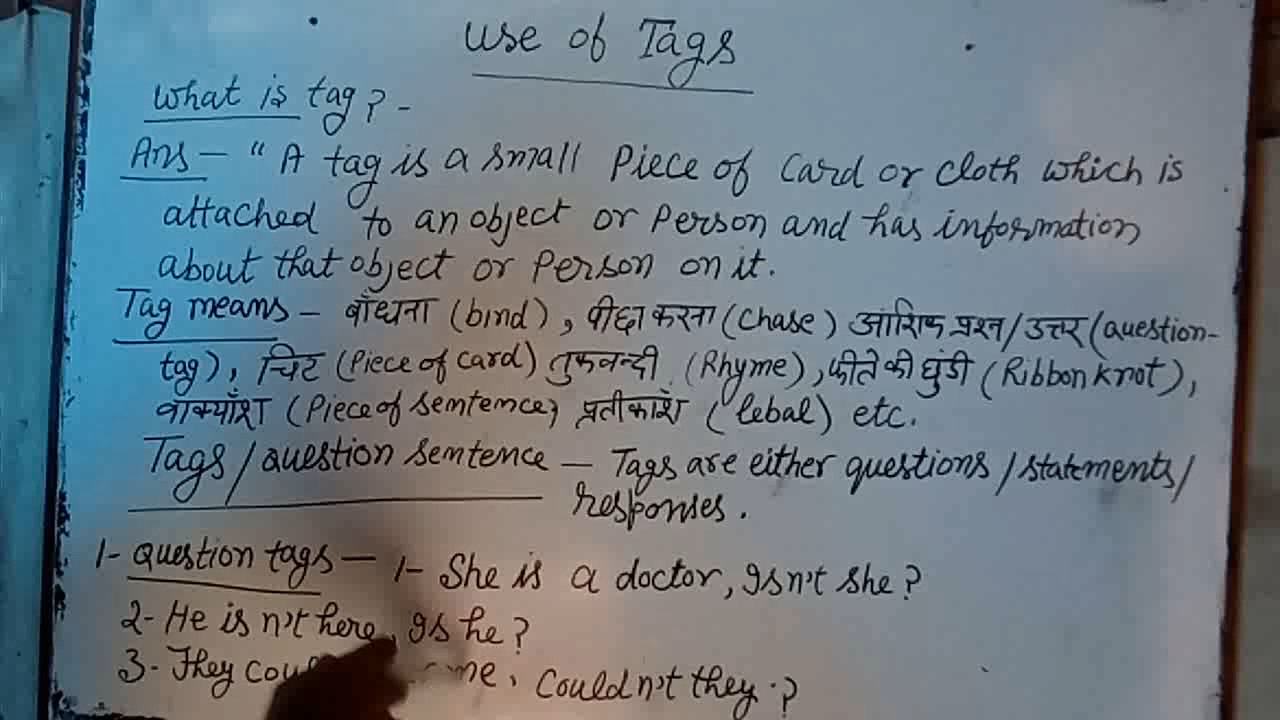 Use of Tags
What is tag? -
Ans - "A tag is a small Piece of Card or Cloth which is
attached to an object or Person and has information
about that object or Person on it.
Tag means - बाँधना (bind), पीछा करना (Chase) आंशिक प्रश्न/उत्तर (Question-
tag), चिट (Piece of Card) तुकबन्दी (Rhyme), फीते की घुंडी (Ribbon knot),
वाक्याँश (Piece of sentence, प्रतीकांश (lebal) etc.
Tags/Question sentence - Tags are either questions/statements/
responses.
1- Question tags - 1- She is a doctor, Isn't she?
2- He is n't here, Is he?
3- They , Couldn't they?